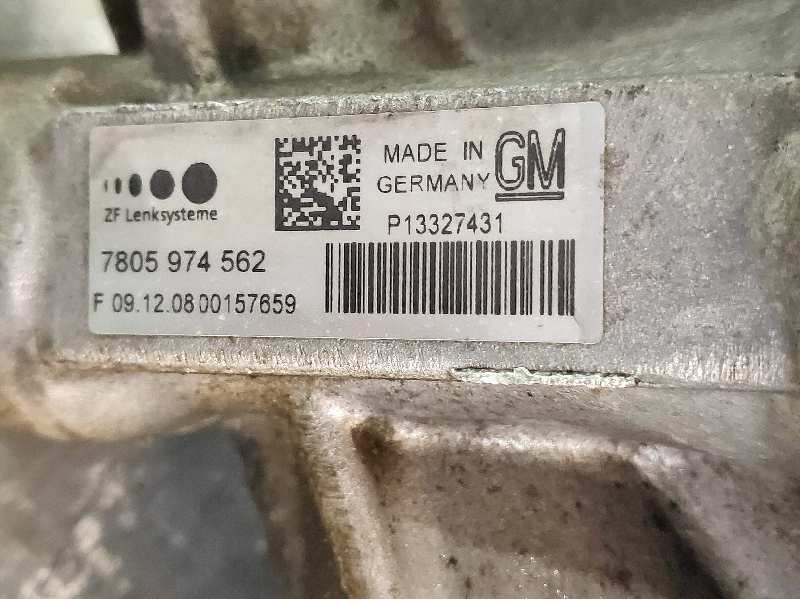 ZF Lenksysteme
MADE IN
GERMANY
GM
P13327431
7805 974 562
F 09.12.08 00157659